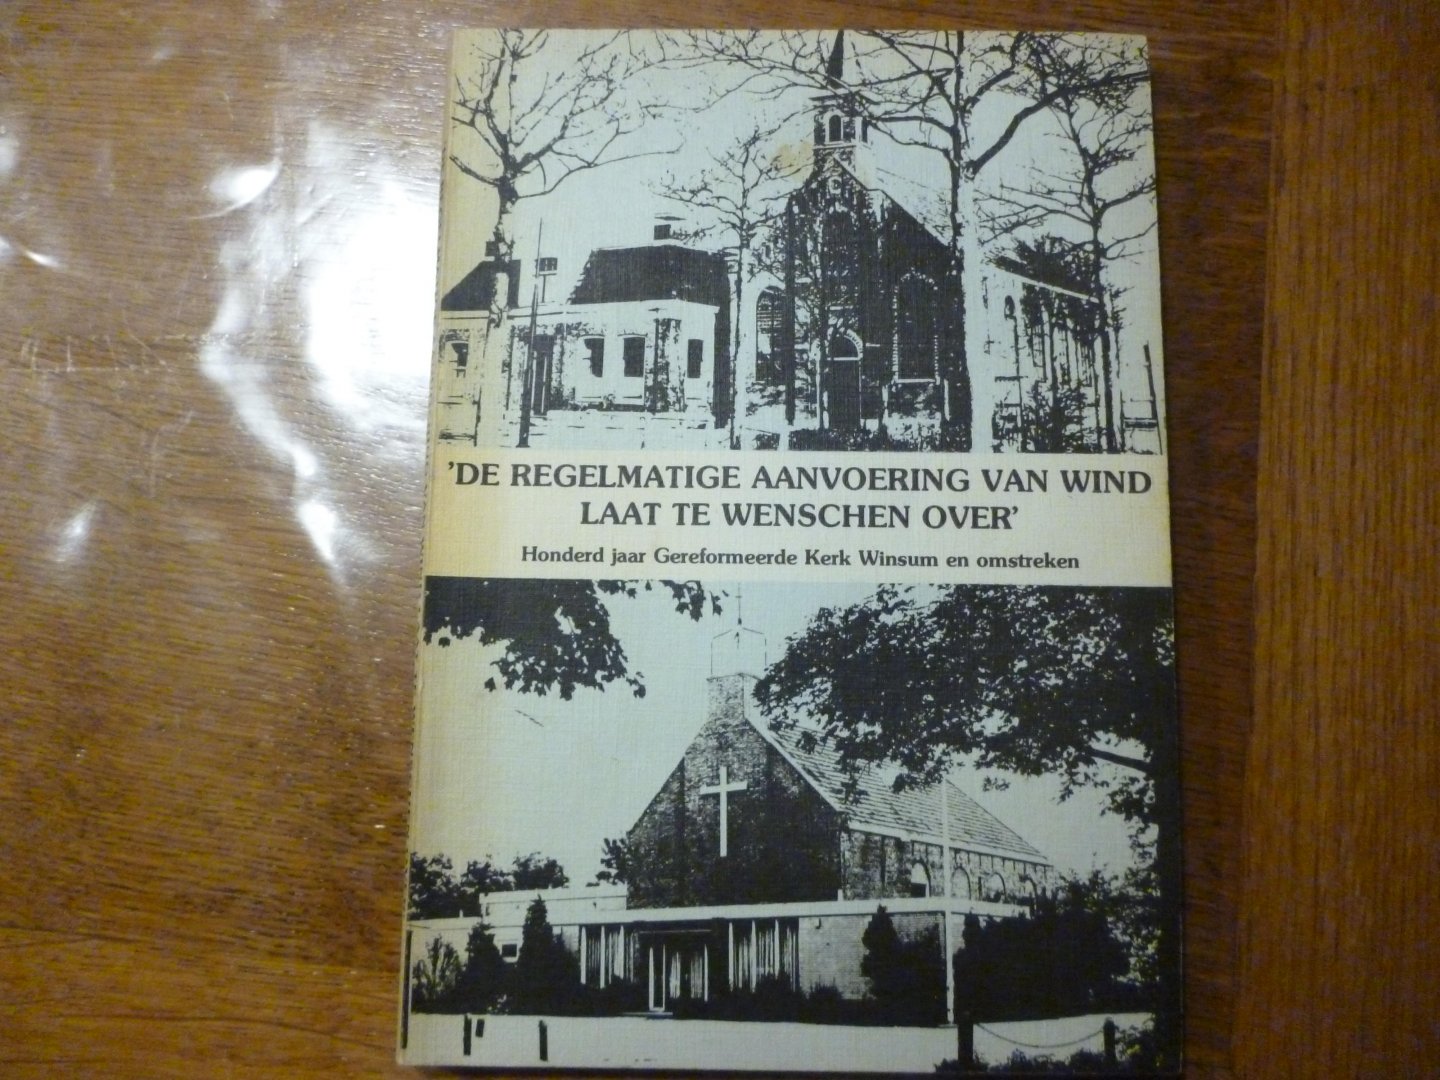 'DE REGELMATIGE AANVOERING VAN WIND
LAAT TE WENSCHEN OVER'
Honderd jaar Gereformeerde Kerk Winsum en omstreken